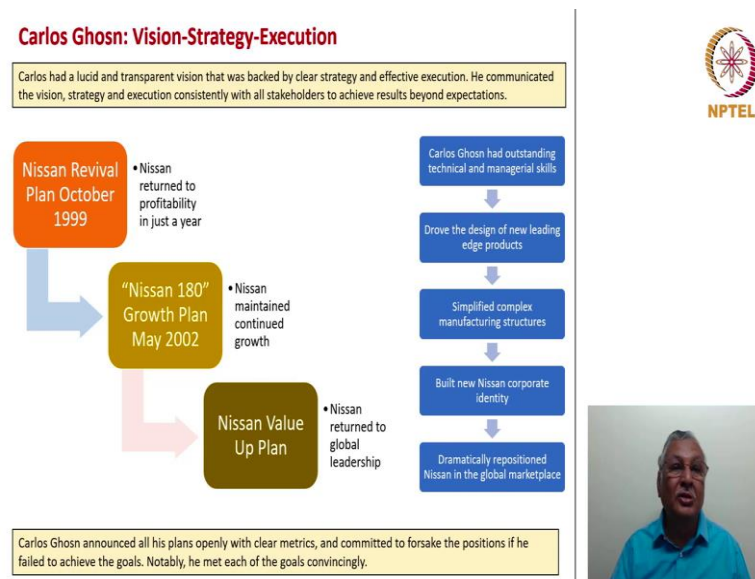 Carlos Ghosn: Vision-Strategy-Execution
Carlos had a lucid and transparent vision that was backed by clear strategy and effective execution. He communicated
the vision, strategy and execution consistently with all stakeholders to achieve results beyond expectations.
Nissan Revival
Plan October
1999
•Nissan
returned to
profitability
in just a year
“Nissan 180”
Growth Plan
May 2002
•Nissan
maintained
continued
growth
Nissan Value
Up Plan
•Nissan
returned to
global
leadership
Carlos Ghosn had outstanding
technical and managerial skills
Drove the design of new leading
edge products
Simplified complex
manufacturing structures
Built new Nissan corporate
identity
Dramatically repositioned
Nissan in the global marketplace
Carlos Ghosn announced all his plans openly with clear metrics, and committed to forsake the positions if he
failed to achieve the goals. Notably, he met each of the goals convincingly.
NPTEL